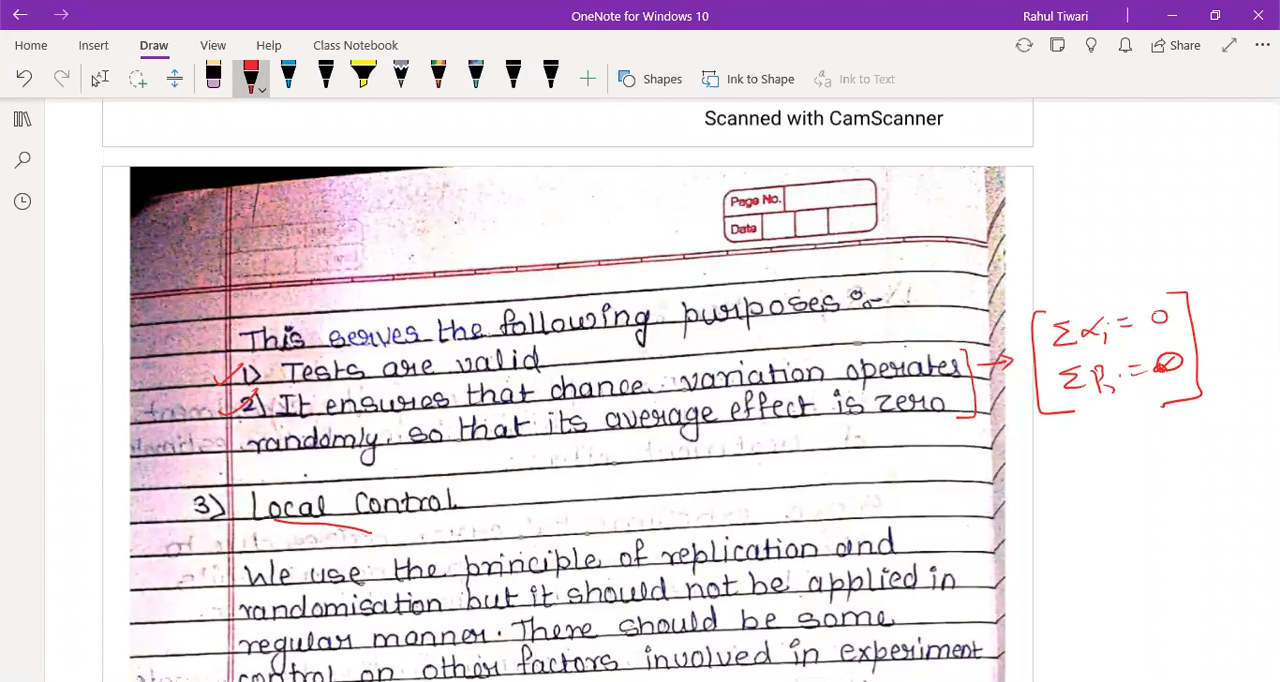 OneNote for Windows 10
Rahul Tiwari
Home Insert Draw View Help Class Notebook
Share
Shapes Ink to Shape Ink to Text
Scanned with CamScanner
Page No.
Date
This serves the following purposes :-
1) Tests are valid
2) It ensures that chance variation operates
randomly, so that its average effect is zero
Σαi = 0
Σβj = 0
3) Local Control
We use the principle of replication and
randomisation but it should not be applied in
regular manner. There should be some
control on other factors involved in experiment